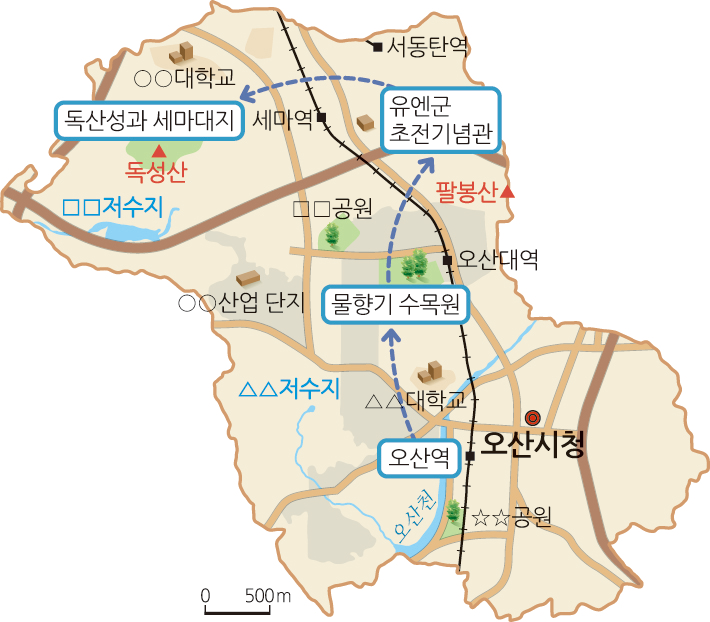 서동탄역
○○대학교
유엔군
초전기념관
독산성과 세마대지
세마역
독성산
팔봉산
□□저수지
□□공원
오산대역
○○산업 단지
물향기 수목원
△△저수지
△△대학교
오산시청
오산역
오산천
☆☆공원
0 500m